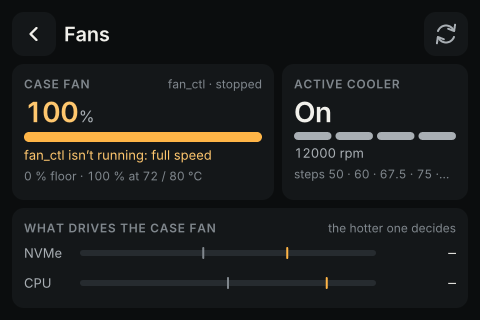 Fans
CASE FAN
fan_ctl · stopped
100%
fan_ctl isn't running: full speed
0 % floor · 100 % at 72 / 80 °C
ACTIVE COOLER
On
12000 rpm
steps 50 · 60 · 67.5 · 75 ·...
WHAT DRIVES THE CASE FAN
the hotter one decides
NVMe –
CPU –